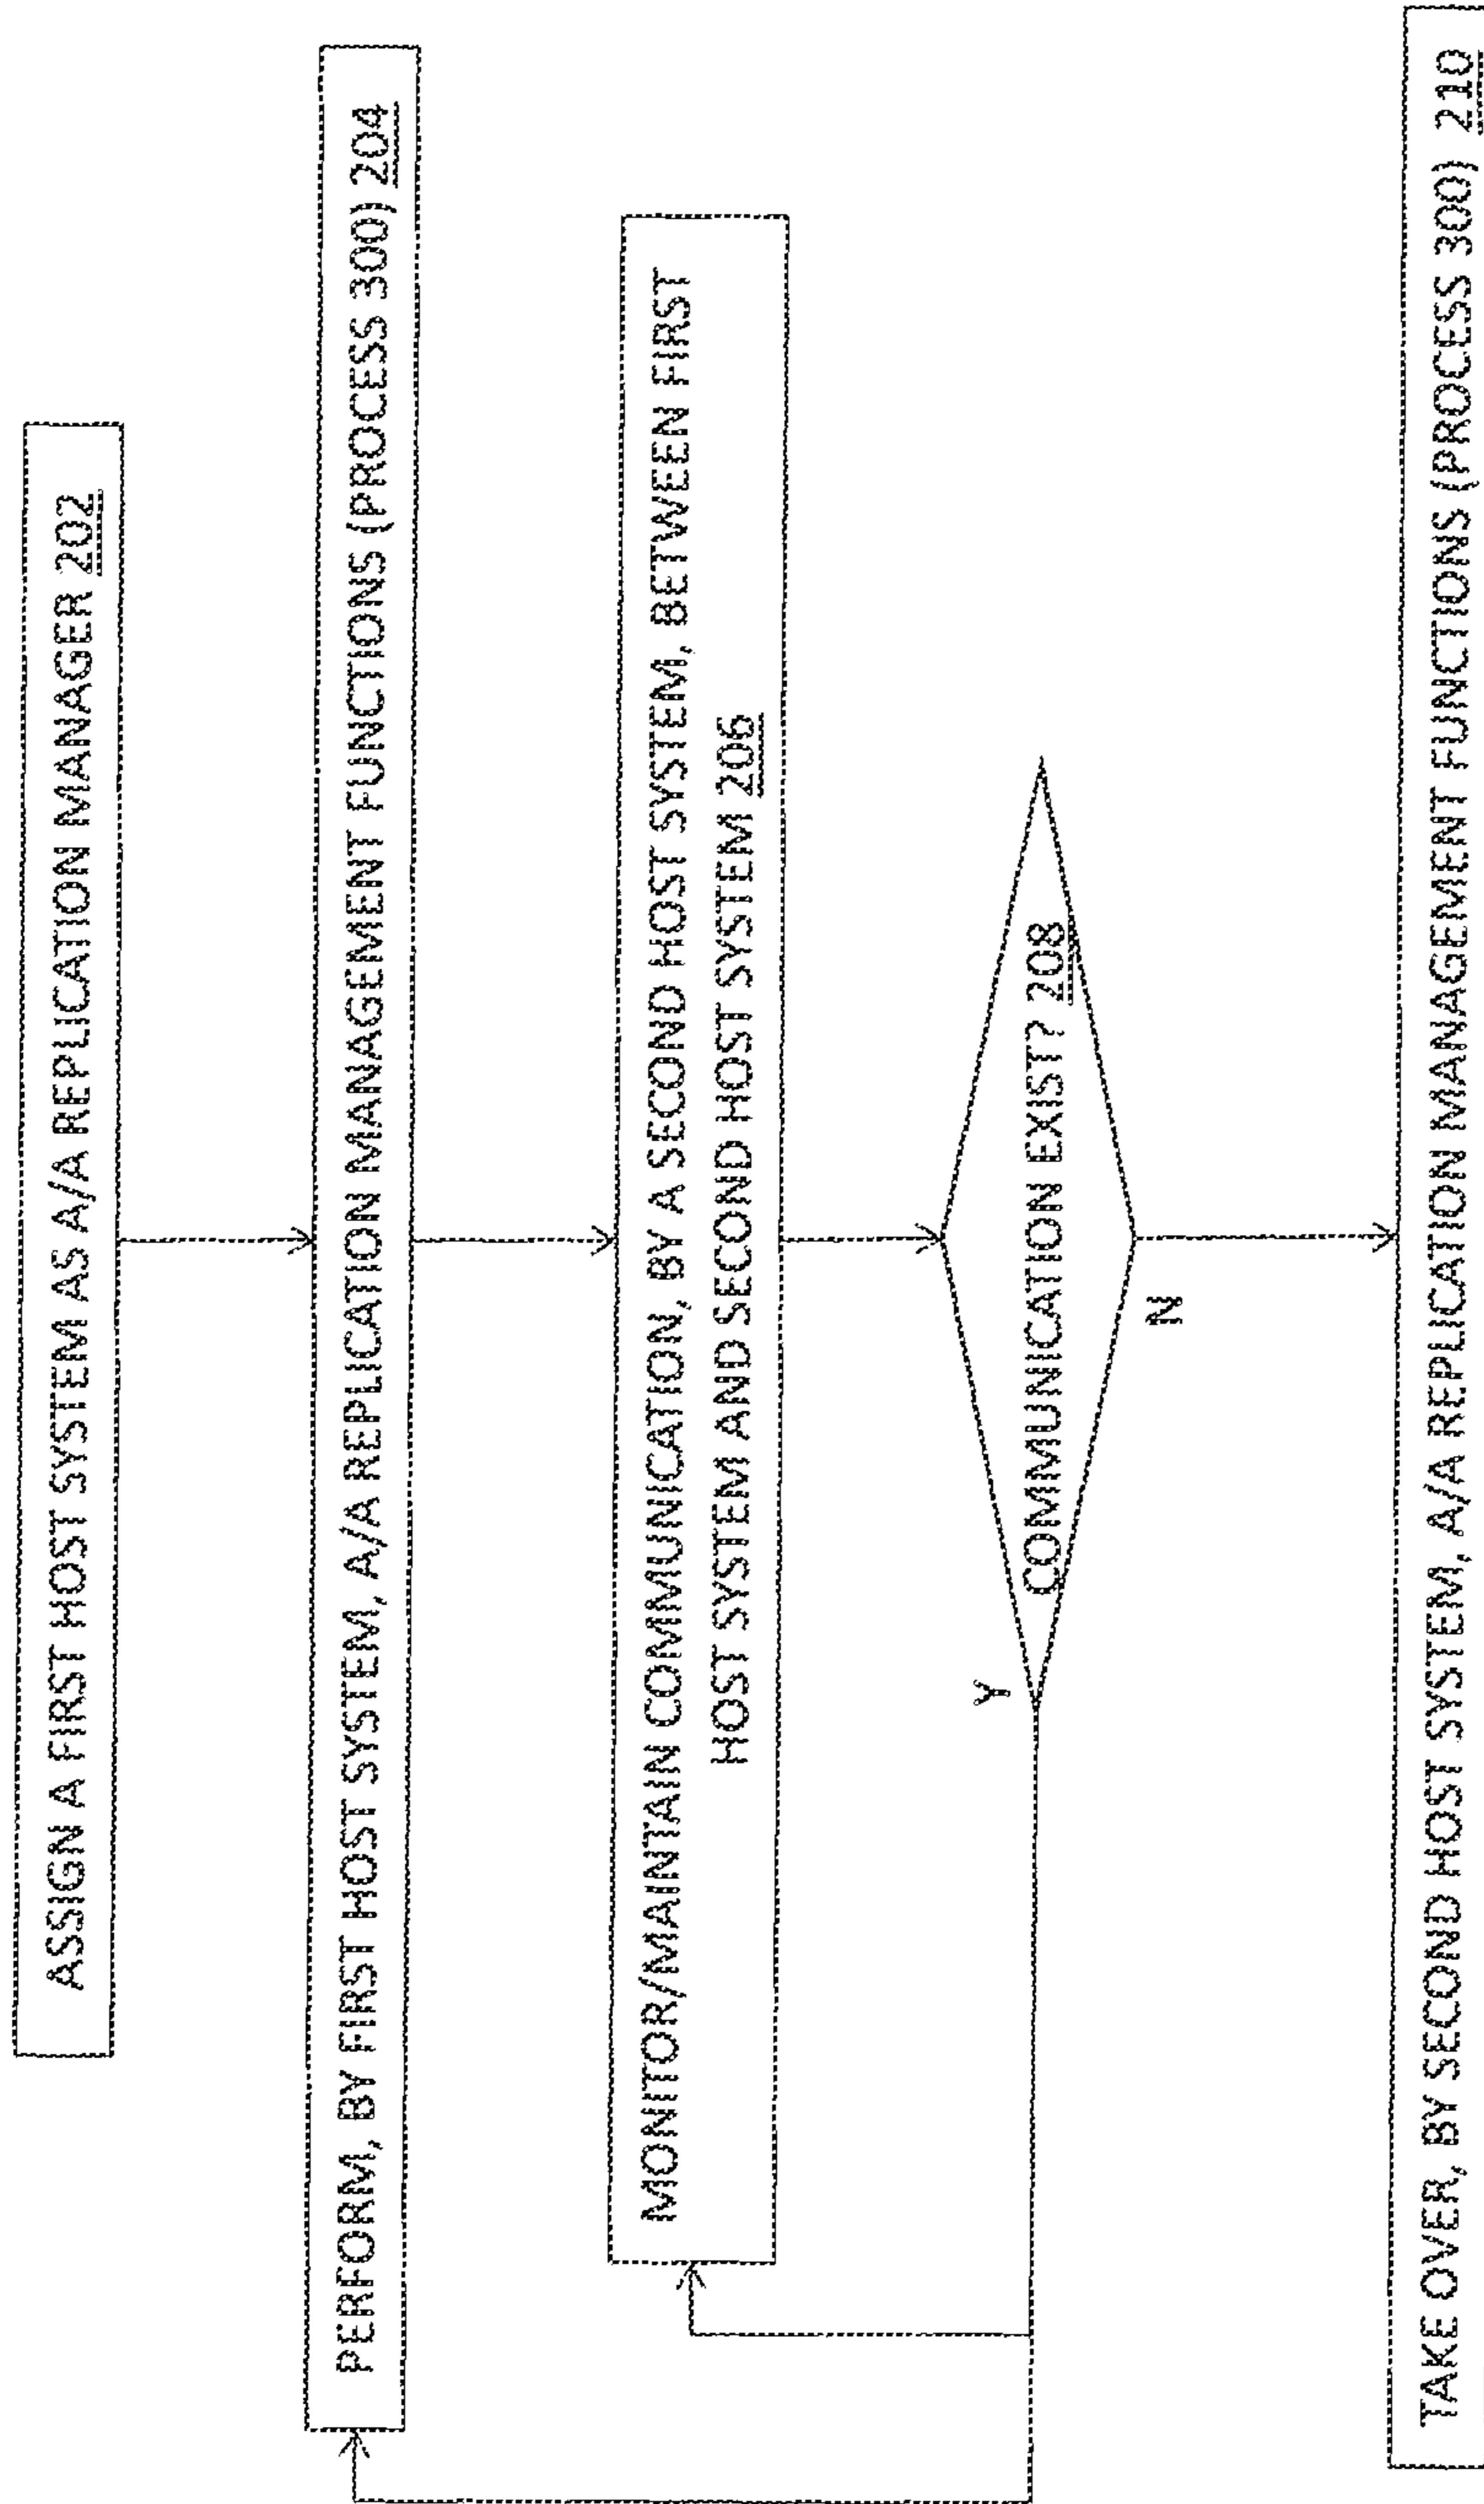 ASSIGN A FIRST HOST SYSTEM AS A/A REPLICATION MANAGER 202
PERFORM, BY FIRST HOST SYSTEM, A/A REPLICATION MANAGEMENT FUNCTIONS (PROCESS 300) 204
MONITOR/MAINTAIN COMMUNICATION, BY A SECOND HOST SYSTEM, BETWEEN FIRST
HOST SYSTEM AND SECOND HOST SYSTEM 206
COMMUNICATION EXIST? 208
Y
N
TAKE OVER, BY SECOND HOST SYSTEM, A/A REPLICATION MANAGEMENT FUNCTIONS (PROCESS 300) 210